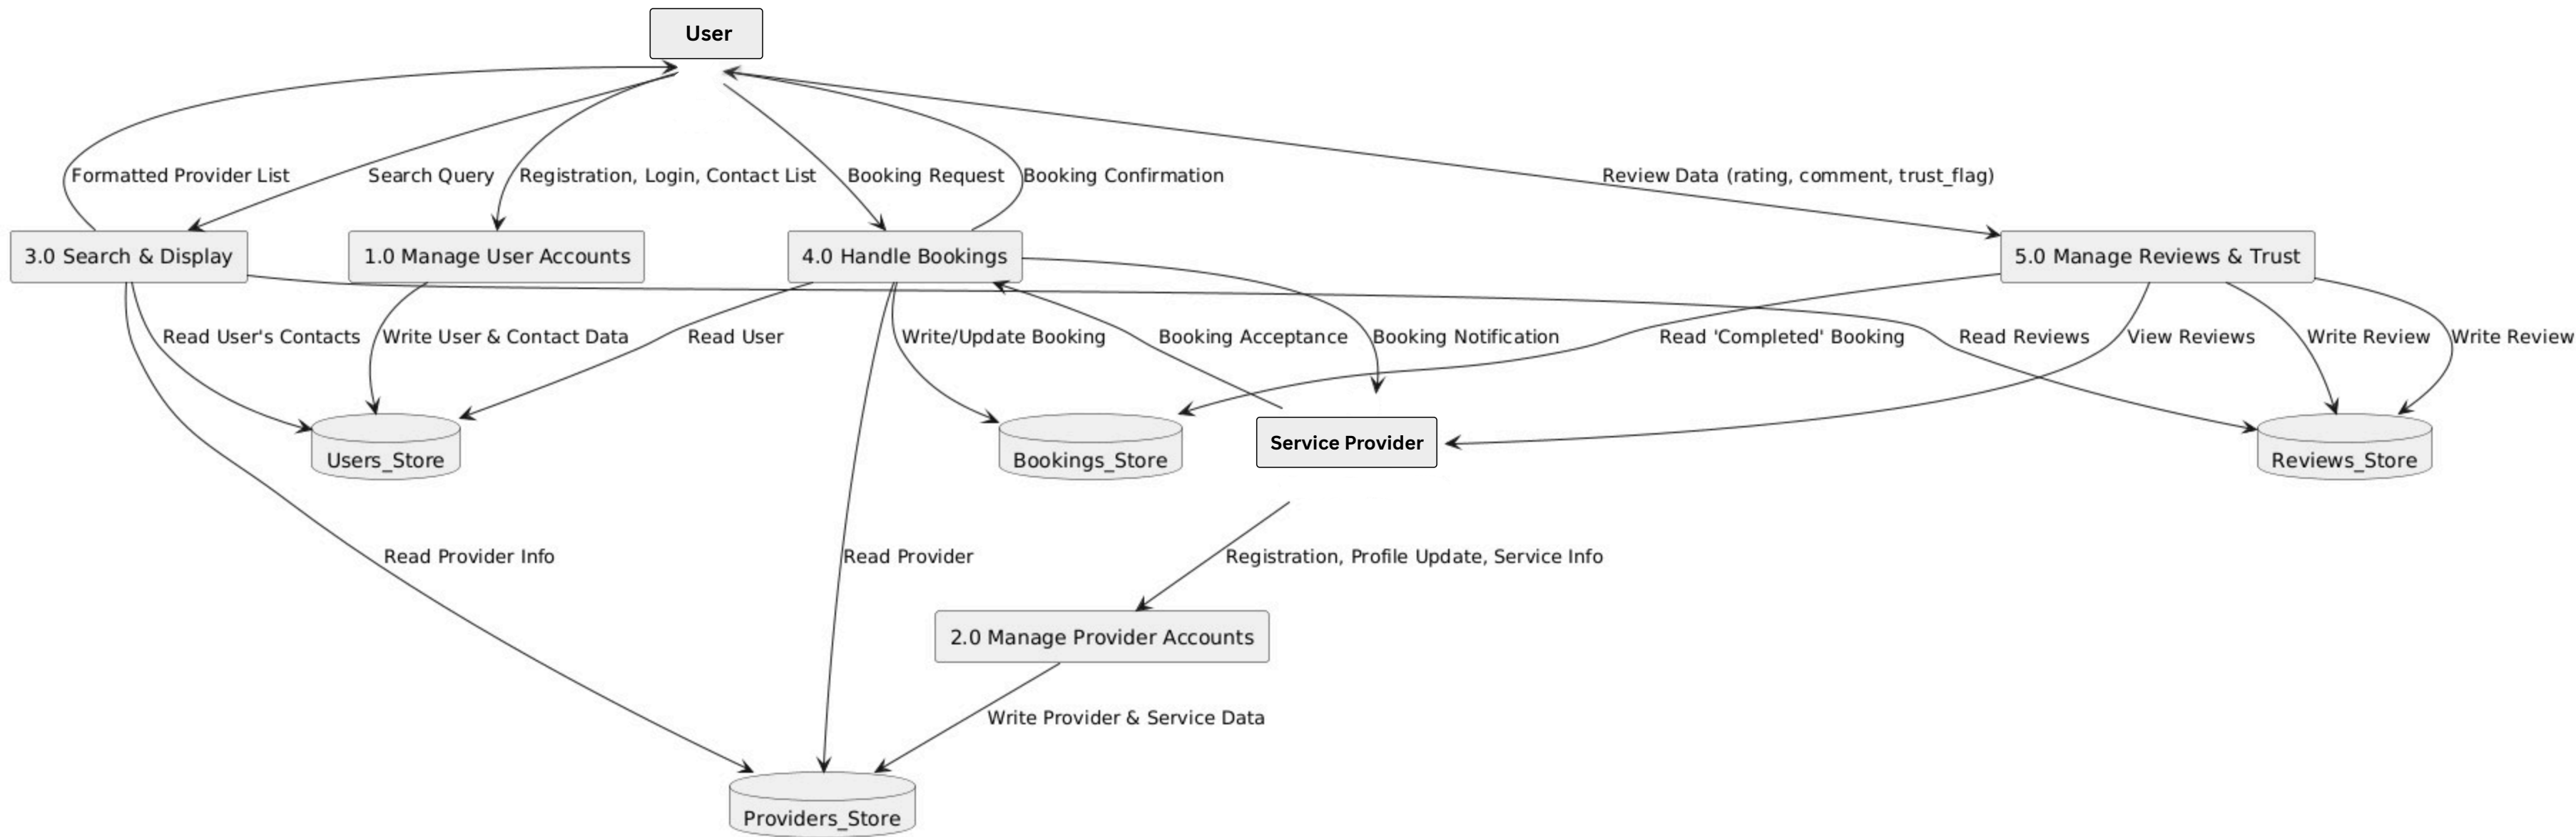 User
Formatted Provider List
Search Query
Registration, Login, Contact List
Booking Request
Booking Confirmation
Review Data (rating, comment, trust_flag)
3.0 Search & Display
1.0 Manage User Accounts
4.0 Handle Bookings
5.0 Manage Reviews & Trust
Read User's Contacts
Write User & Contact Data
Read User
Write/Update Booking
Booking Acceptance
Booking Notification
Read 'Completed' Booking
Read Reviews
View Reviews
Write Review
Write Review
Users_Store
Bookings_Store
Service Provider
Reviews_Store
Read Provider Info
Read Provider
Registration, Profile Update, Service Info
2.0 Manage Provider Accounts
Write Provider & Service Data
Providers_Store